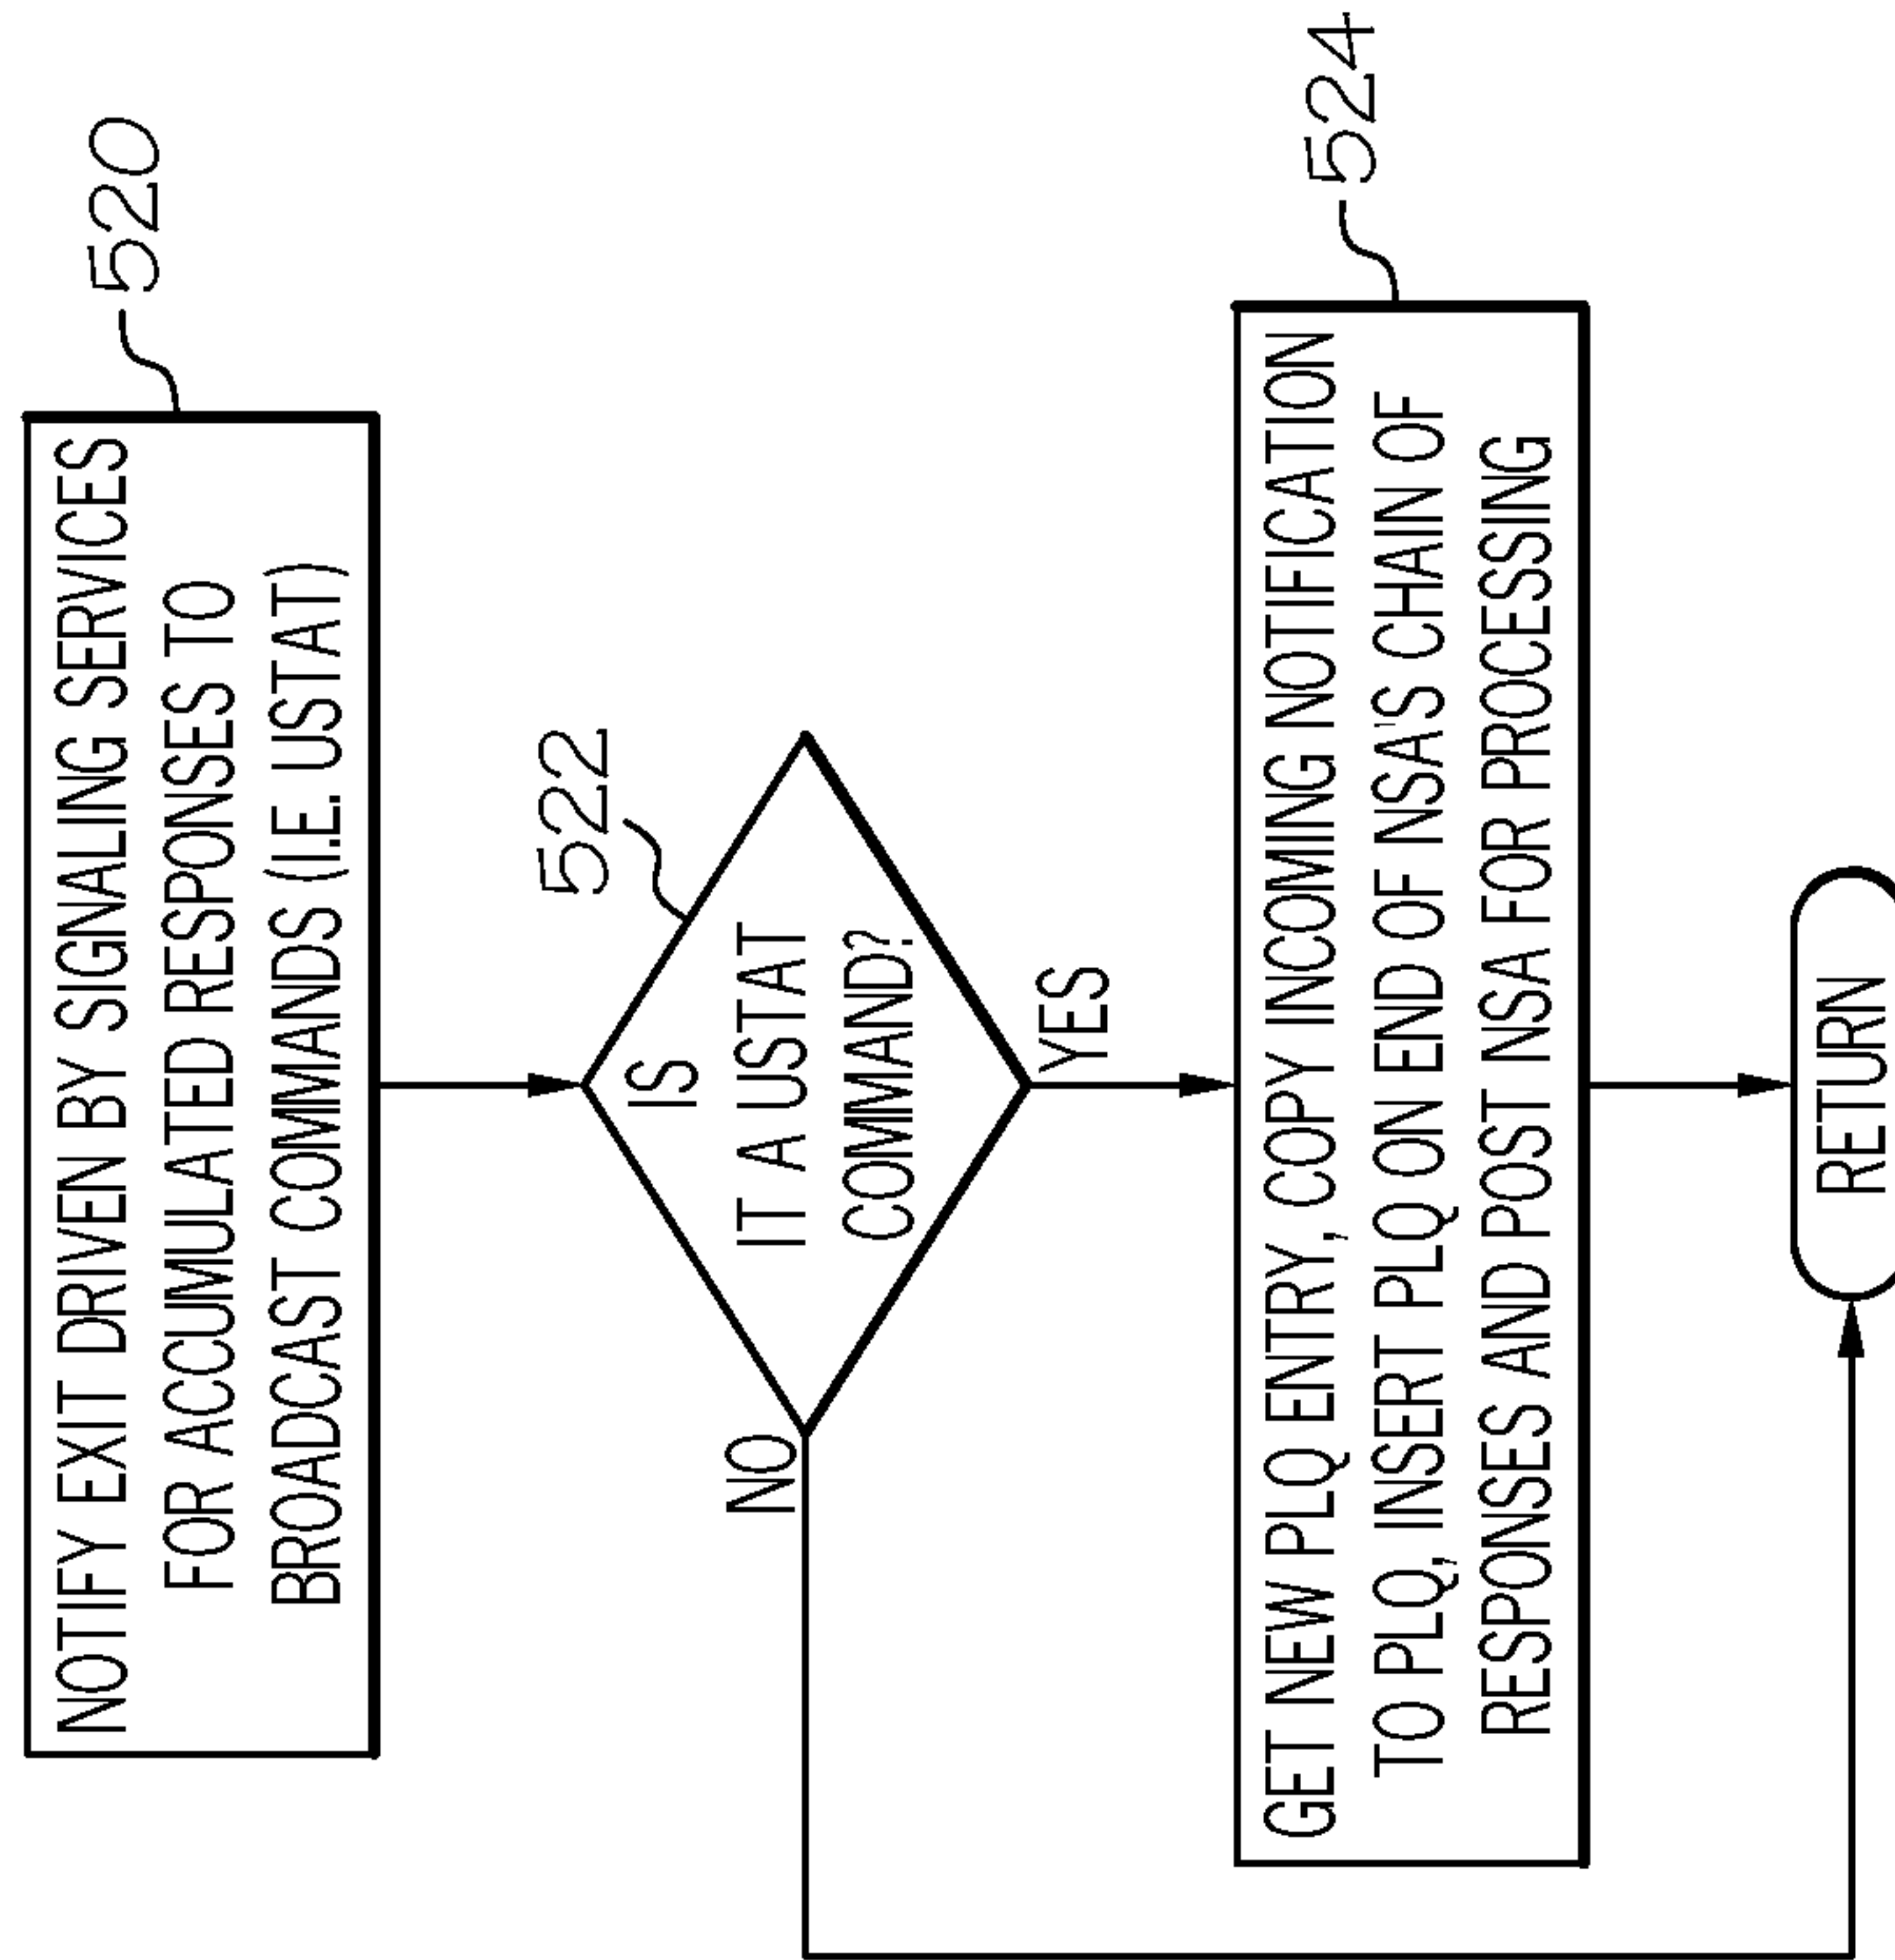 NOTIFY EXIT DRIVEN BY SIGNALING SERVICES
FOR ACCUMULATED RESPONSES TO
BROADCAST COMMANDS (I.E. USTAT)
520
IS
IT A USTAT
COMMAND?
522
NO
YES
GET NEW PLQ ENTRY, COPY INCOMING NOTIFICATION
TO PLQ, INSERT PLQ ON END OF NSA'S CHAIN OF
RESPONSES AND POST NSA FOR PROCESSING
524
RETURN